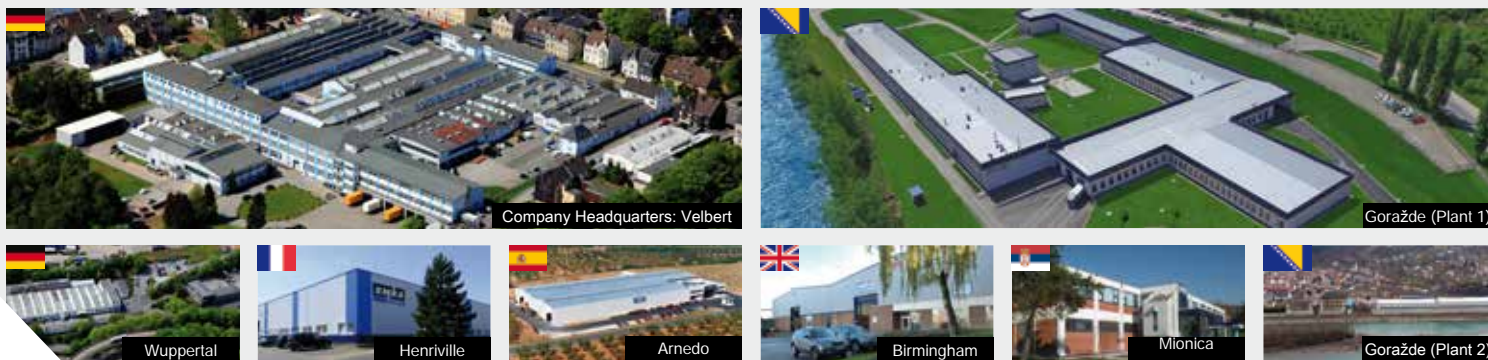 Company Headquarters: Velbert
Goražde (Plant 1)
Wuppertal
Henriville
Arnedo
Birmingham
Mionica
Goražde (Plant 2)